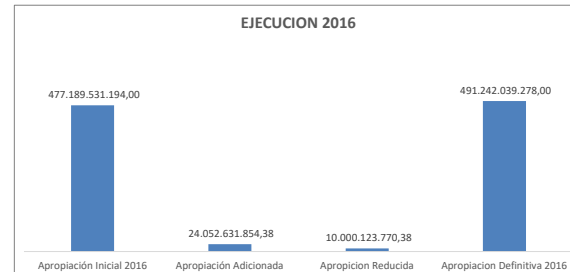 EJECUCION 2016
491.242.039.278,00
477.189.531.194,00
24.052.631.854,38
10.000.123.770,38
Apropiación Inicial 2016 Apropiación Adicionada Apropicion Reducida Apropiacion Definitiva 2016